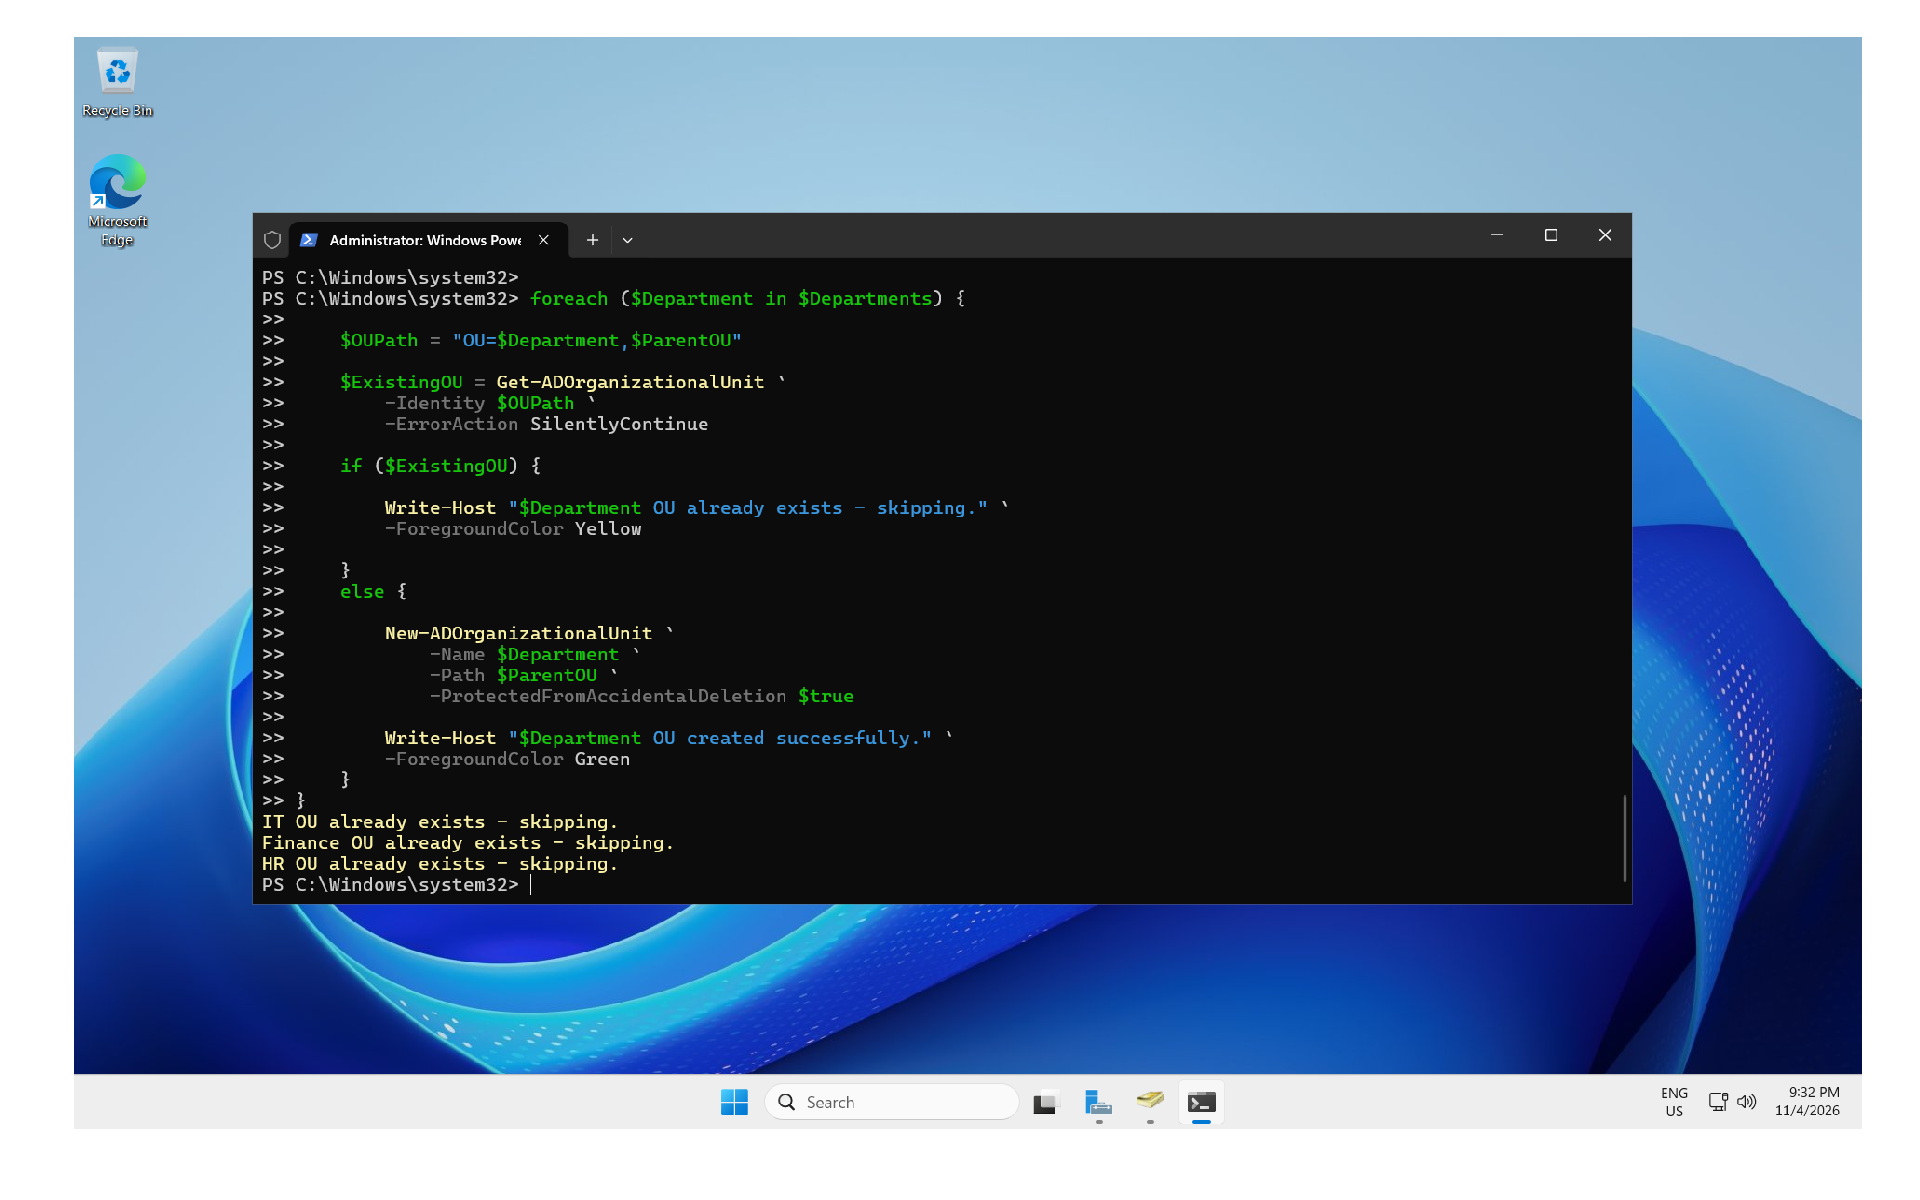 Recycle Bin
Microsoft
Edge
Administrator: Windows Powe
PS C:\Windows\system32>
PS C:\Windows\system32> foreach ($Department in $Departments) {
>>
>>     $OUPath = "OU=$Department,$ParentOU"
>>
>>     $ExistingOU = Get-ADOrganizationalUnit `
>>         -Identity $OUPath `
>>         -ErrorAction SilentlyContinue
>>
>>     if ($ExistingOU) {
>>
>>         Write-Host "$Department OU already exists - skipping." `
>>         -ForegroundColor Yellow
>>
>>     }
>>     else {
>>
>>         New-ADOrganizationalUnit `
>>             -Name $Department `
>>             -Path $ParentOU `
>>             -ProtectedFromAccidentalDeletion $true
>>
>>         Write-Host "$Department OU created successfully." `
>>         -ForegroundColor Green
>>     }
>> }
IT OU already exists - skipping.
Finance OU already exists - skipping.
HR OU already exists - skipping.
PS C:\Windows\system32>
Search
ENG
US
9:32 PM
11/4/2026